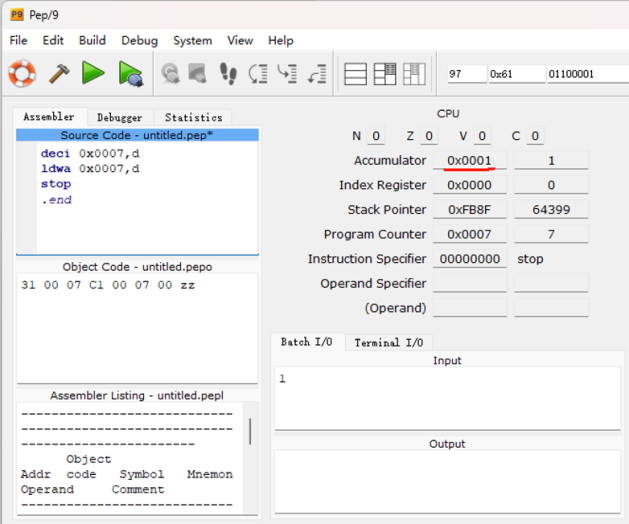 P9 Pep/9
File Edit Build Debug System View Help
97 0x61 01100001
Assembler Debugger Statistics
Source Code - untitled.pep*
deci 0x0007,d
ldwa 0x0007,d
stop
.end
Object Code - untitled.pepo
31 00 07 C1 00 07 00 zz
Assembler Listing - untitled.pepl
-------------------------------
-------------------------------
-------------------------
Object
Addr code Symbol Mnemon
Operand Comment
-------------------------------
CPU
N 0 Z 0 V 0 C 0
Accumulator 0x0001 1
Index Register 0x0000 0
Stack Pointer 0xFB8F 64399
Program Counter 0x0007 7
Instruction Specifier 00000000 stop
Operand Specifier
(Operand)
Batch I/O Terminal I/O
Input
1
Output